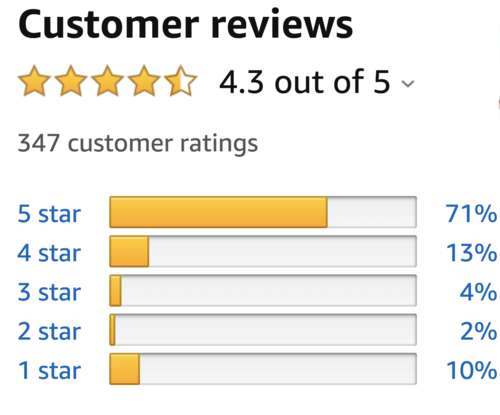 Customer reviews
4.3 out of 5
347 customer ratings
5 star 71%
4 star 13%
3 star 4%
2 star 2%
1 star 10%